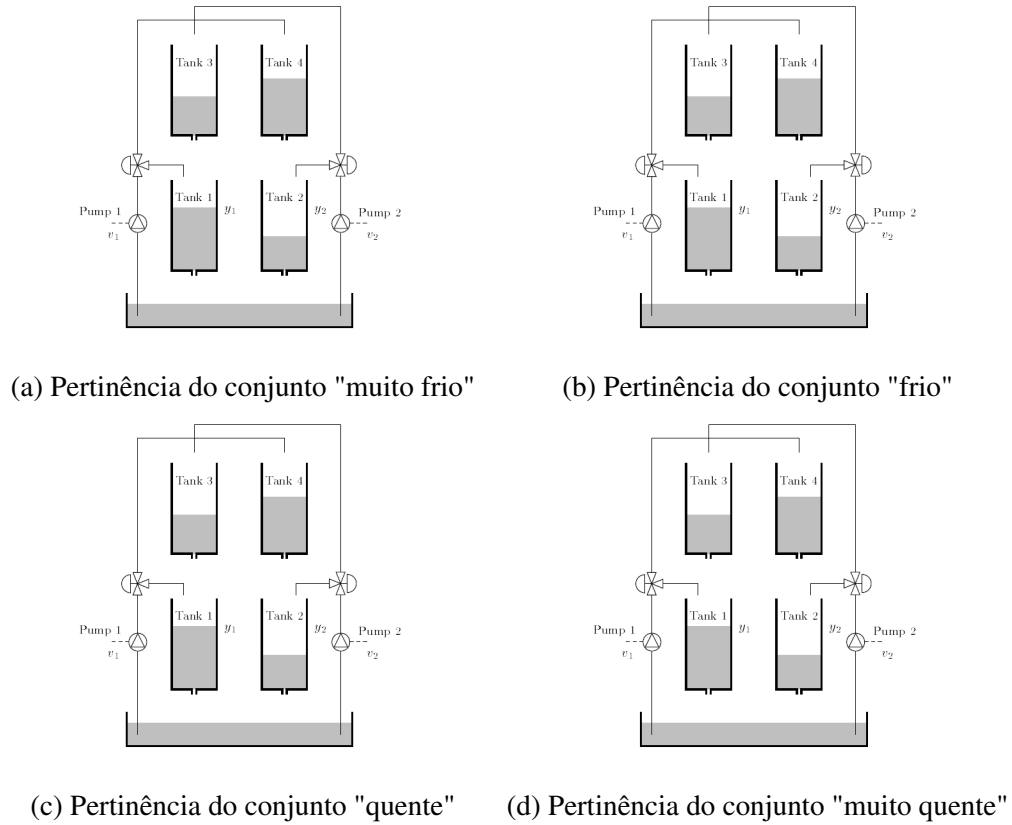 Tank 3 Tank 4
Tank 1 Tank 2
Pump 1 y₁ y₂ Pump 2
v₁ v₂
(a) Pertinência do conjunto "muito frio"
Tank 3 Tank 4
Tank 1 Tank 2
Pump 1 y₁ y₂ Pump 2
v₁ v₂
(b) Pertinência do conjunto "frio"
Tank 3 Tank 4
Tank 1 Tank 2
Pump 1 y₁ y₂ Pump 2
v₁ v₂
(c) Pertinência do conjunto "quente"
Tank 3 Tank 4
Tank 1 Tank 2
Pump 1 y₁ y₂ Pump 2
v₁ v₂
(d) Pertinência do conjunto "muito quente"